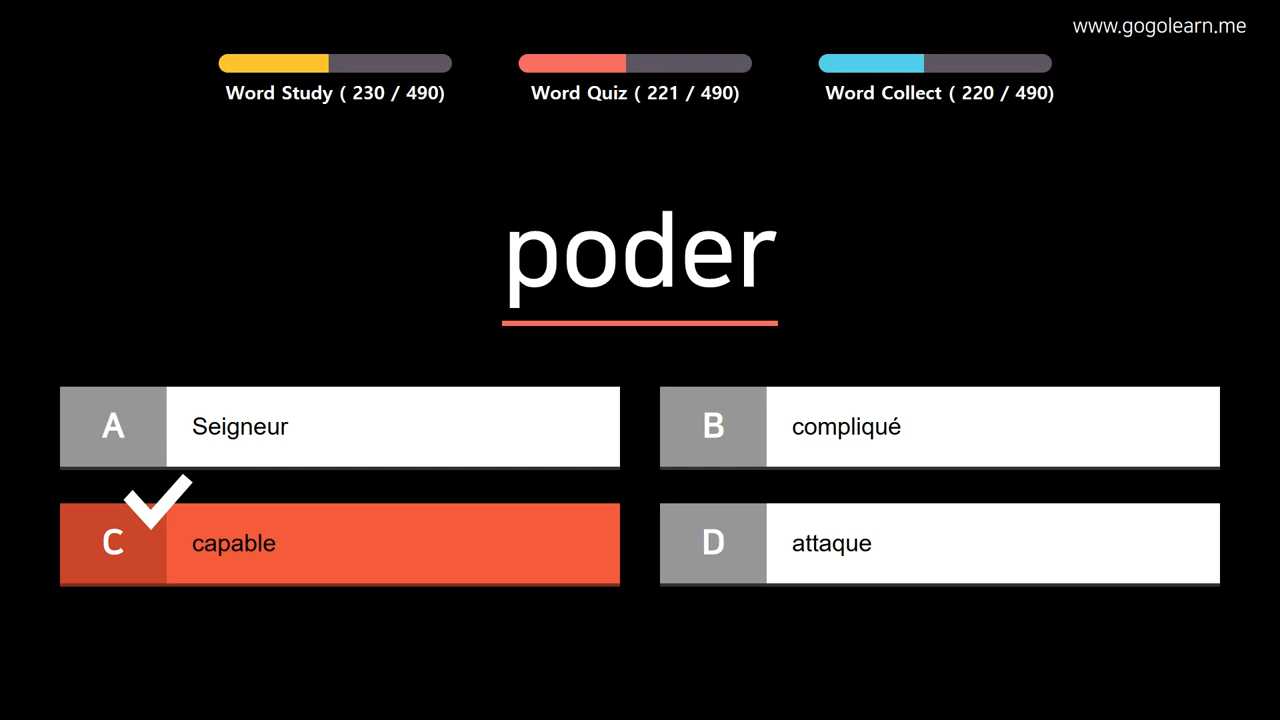 www.gogolearn.me
Word Study ( 230 / 490)
Word Quiz ( 221 / 490)
Word Collect ( 220 / 490)
poder
A Seigneur
B compliqué
C capable
D attaque